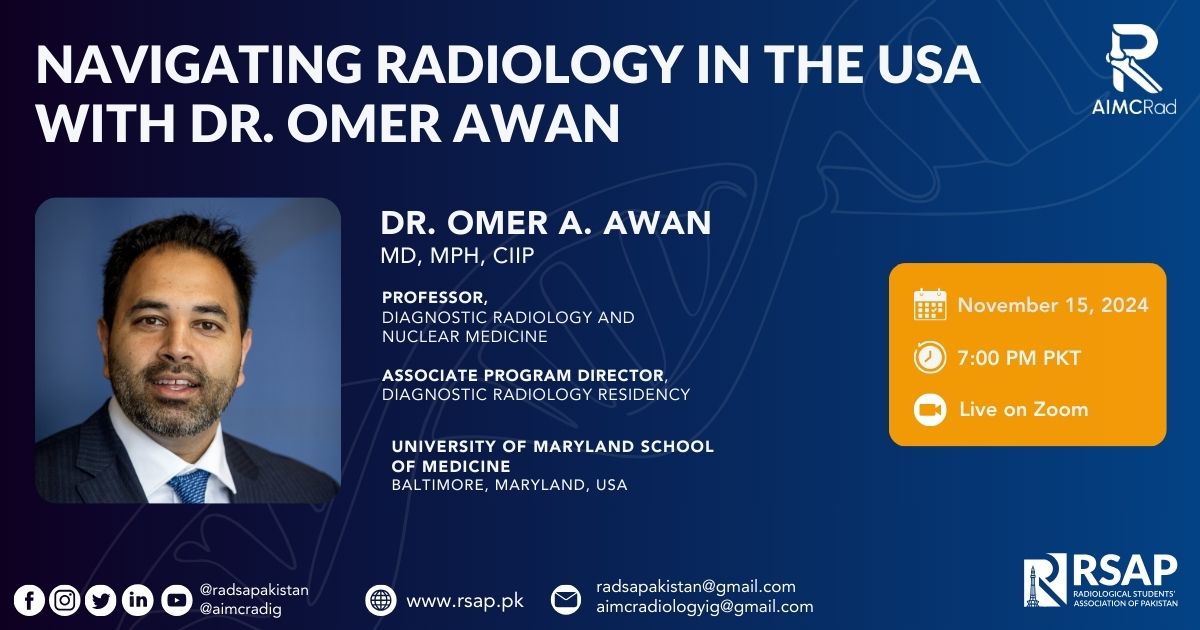 NAVIGATING RADIOLOGY IN THE USA
WITH DR. OMER AWAN
AIMCRad
DR. OMER A. AWAN
MD, MPH, CIIP
PROFESSOR,
DIAGNOSTIC RADIOLOGY AND
NUCLEAR MEDICINE
ASSOCIATE PROGRAM DIRECTOR,
DIAGNOSTIC RADIOLOGY RESIDENCY
UNIVERSITY OF MARYLAND SCHOOL
OF MEDICINE
BALTIMORE, MARYLAND, USA
November 15, 2024
7:00 PM PKT
Live on Zoom
@radsapakistan
@aimcradig
www.rsap.pk
radsapakistan@gmail.com
aimcradiologyig@gmail.com
RSAP
RADIOLOGICAL STUDENTS'
ASSOCIATION OF PAKISTAN